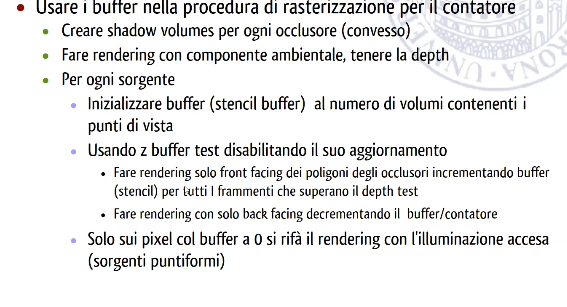 Usare i buffer nella procedura di rasterizzazione per il contatore
Creare shadow volumes per ogni occlusore (convesso)
Fare rendering con componente ambientale, tenere la depth
Per ogni sorgente
Inizializzare buffer (stencil buffer) al numero di volumi contenenti i
punti di vista
Usando z buffer test disabilitando il suo aggiornamento
Fare rendering solo front facing dei poligoni degli occlusori incrementando buffer
(stencil) per tutti I frammenti che superano il depth test
Fare rendering con solo back facing decrementando il buffer/contatore
Solo sui pixel col buffer a 0 si rifà il rendering con l'illuminazione accesa
(sorgenti puntiformi)